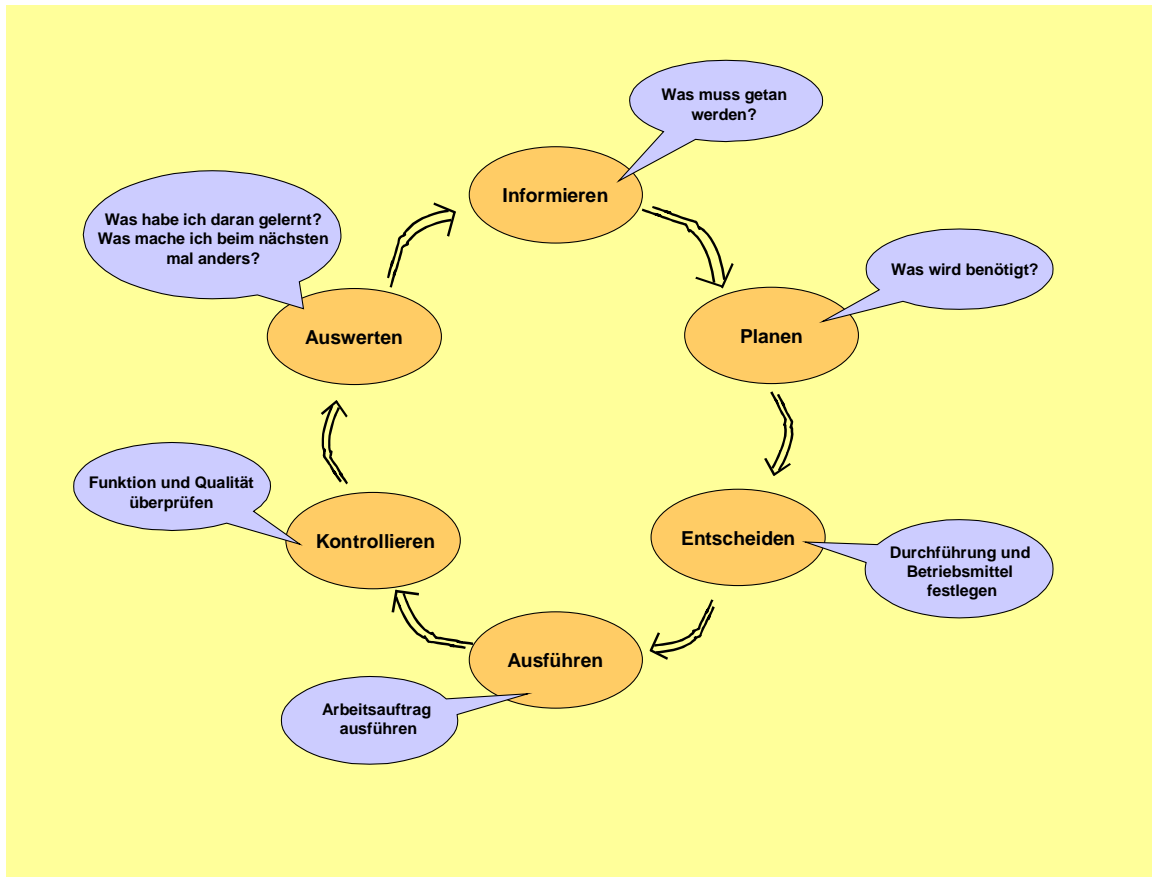 Was muss getan
werden?
Informieren
Was habe ich daran gelernt?
Was mache ich beim nächsten
mal anders?
Was wird benötigt?
Auswerten
Planen
Funktion und Qualität
überprüfen
Kontrollieren
Entscheiden
Durchführung und
Betriebsmittel
festlegen
Ausführen
Arbeitsauftrag
ausführen